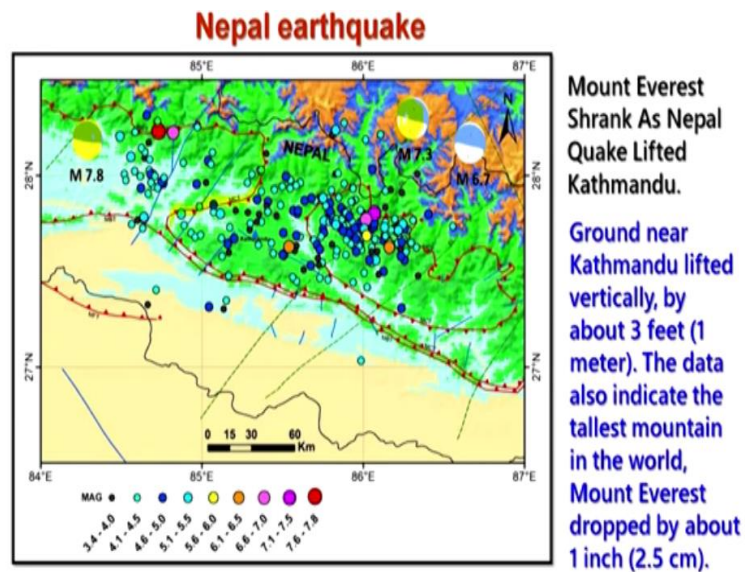 Nepal earthquake
85°E 86°E 87°E
N
NEPAL
M 7.8
M 7.3
M 6.7
28°N 28°N
27°N 27°N
0 15 30 60
Km
84°E 85°E 86°E 87°E
MAG
3.4 - 4.0
4.1 - 4.5
4.6 - 5.0
5.1 - 5.5
5.6 - 6.0
6.1 - 6.5
6.6 - 7.0
7.1 - 7.5
7.6 - 7.8
Mount Everest
Shrank As Nepal
Quake Lifted
Kathmandu.
Ground near
Kathmandu lifted
vertically, by
about 3 feet (1
meter). The data
also indicate the
tallest mountain
in the world,
Mount Everest
dropped by about
1 inch (2.5 cm).